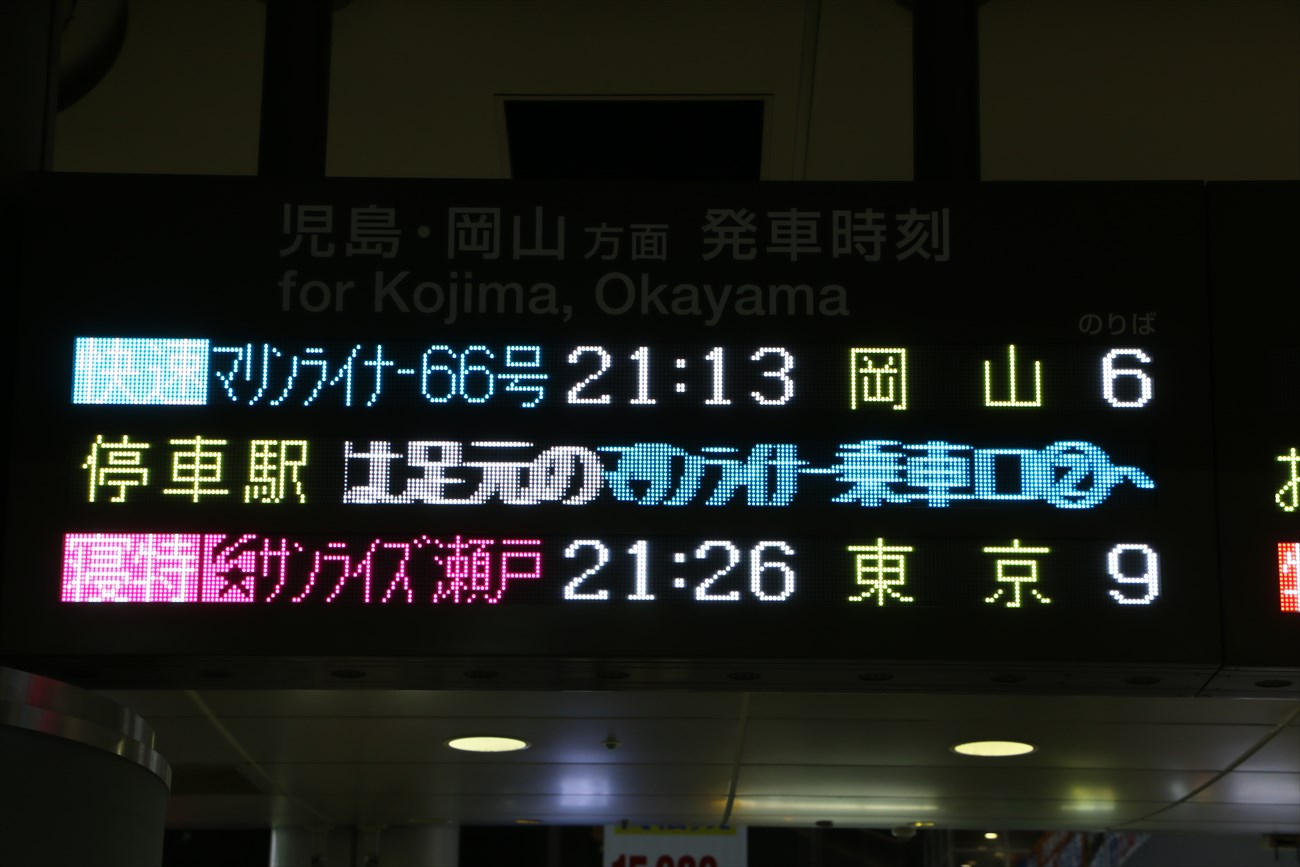 児島・岡山方面 発車時刻
for Kojima, Okayama
のりば
快速 マリンライナー66号 21:13 岡山 6
停車駅 は足元のマリンライナー乗車口②
寝特 サンライズ瀬戸 21:26 東京 9
お